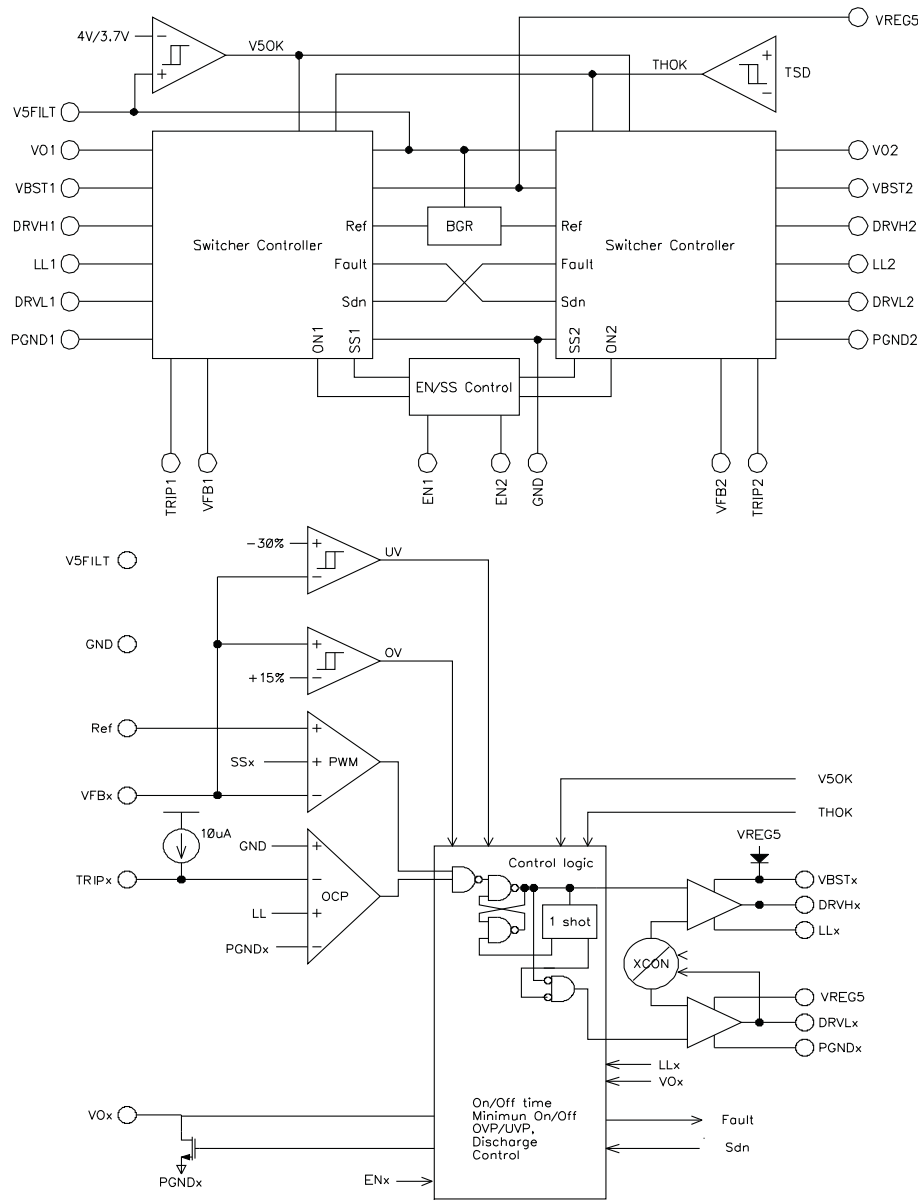 VREG5
4V/3.7V
−
+
V5OK
THOK
+
−
TSD
V5FILT
VO1
VO2
VBST1
VBST2
DRVH1
Ref
BGR
Ref
DRVH2
Switcher Controller
Switcher Controller
LL1
Fault
Fault
LL2
DRVL1
Sdn
Sdn
DRVL2
PGND1
ON1
SS1
SS2
ON2
PGND2
EN/SS Control
TRIP1
VFB1
EN1
EN2
GND
VFB2
TRIP2
V5FILT
−30%
+
−
UV
GND
+
−
+15%
OV
Ref
+
SSx
+
PWM
VFBx
−
V5OK
10uA
THOK
GND
+
VREG5
Control logic
TRIPx
−
OCP
VBSTx
DRVHx
LL
+
1 shot
LLx
PGNDx
−
XCON
VREG5
DRVLx
PGNDx
LLx
VOx
On/Off time
Minimun On/Off
OVP/UVP,
Discharge
Control
VOx
Fault
Sdn
PGNDx
ENx